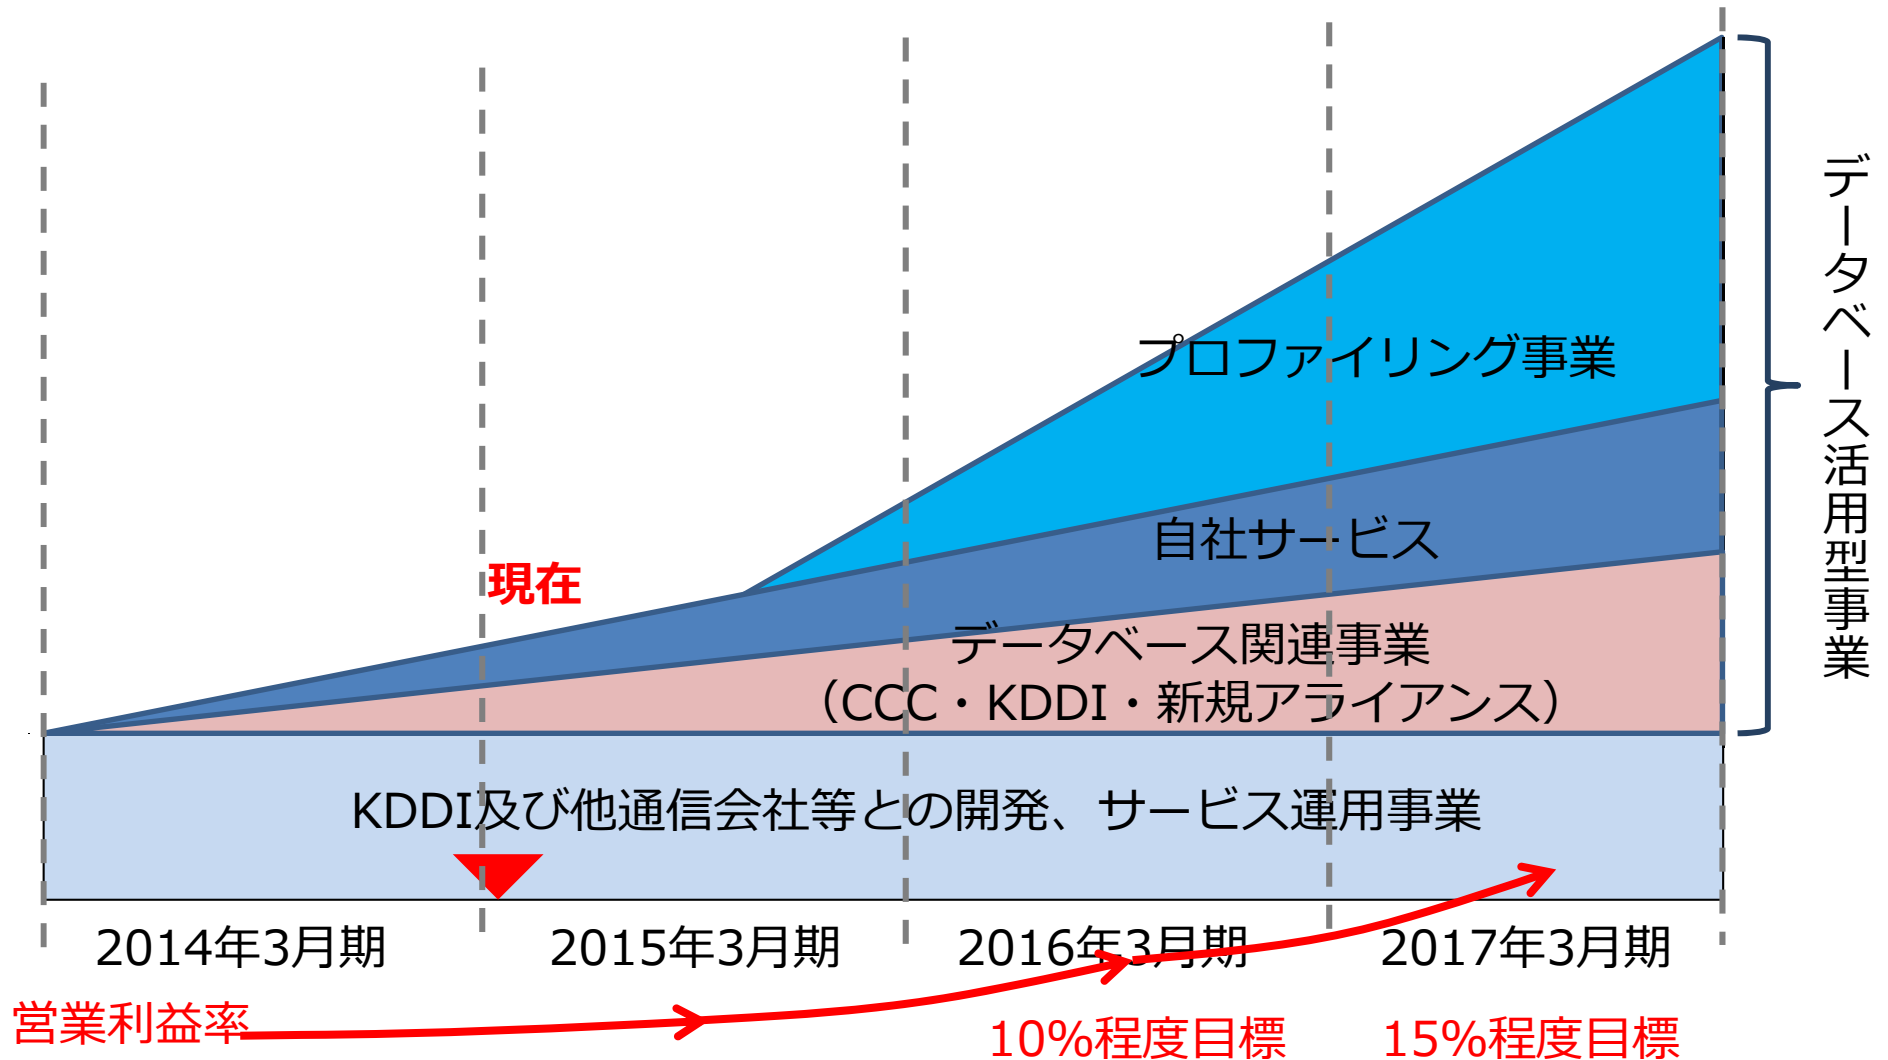 プロファイリング事業
自社サービス
現在
データベース関連事業
（CCC・KDDI・新規アライアンス）
データベース活用型事業
KDDI及び他通信会社等との開発、サービス運用事業
2014年3月期
2015年3月期
2016年3月期
2017年3月期
営業利益率
10%程度目標
15%程度目標